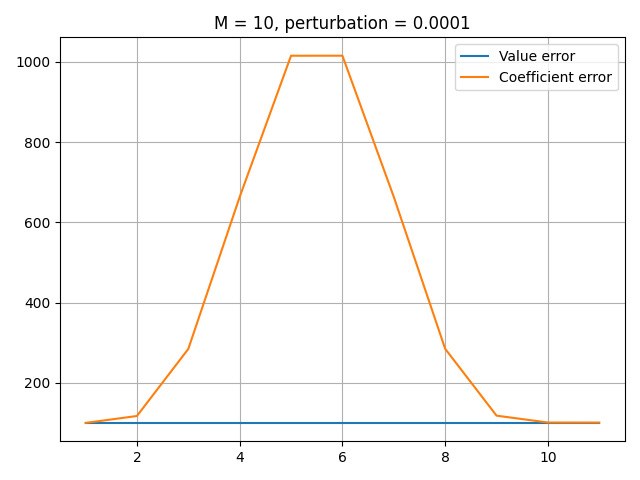 M = 10, perturbation = 0.0001
Value error
Coefficient error
1000
800
600
400
200
2 4 6 8 10